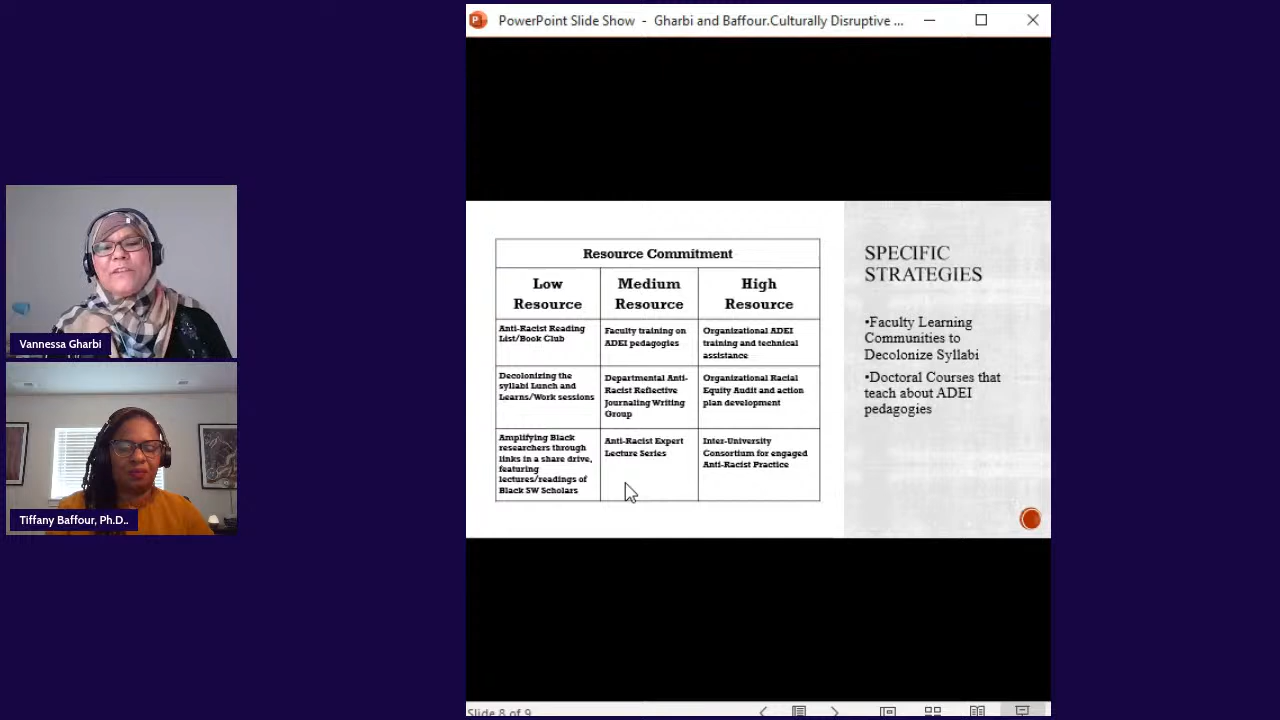 PowerPoint Slide Show - Gharbi and Baffour.Culturally Disruptive ...
Vannessa Gharbi
Tiffany Baffour, Ph.D..
Resource Commitment
Low
Resource
Medium
Resource
High
Resource
Anti-Racist Reading
List/Book Club
Faculty training on
ADEI pedagogies
Organizational ADEI
training and technical
assistance
Decolonizing the
syllabi Lunch and
Learns/Work sessions
Departmental Anti-
Racist Reflective
Journaling Writing
Group
Organizational Racial
Equity Audit and action
plan development
Amplifying Black
researchers through
links in a share drive,
featuring
lectures/readings of
Black SW Scholars
Anti-Racist Expert
Lecture Series
Inter-University
Consortium for engaged
Anti-Racist Practice
SPECIFIC
STRATEGIES
•Faculty Learning
Communities to
Decolonize Syllabi
•Doctoral Courses that
teach about ADEI
pedagogies
Slide 8 of 9